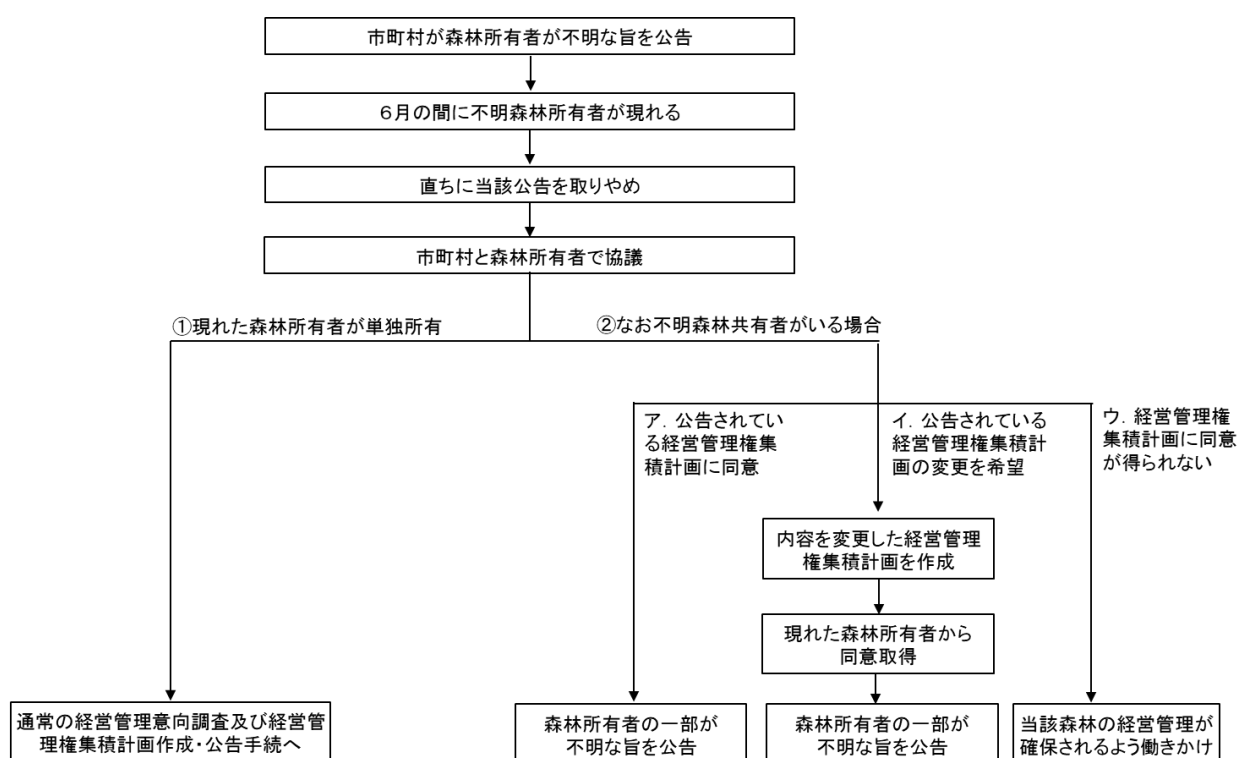 市町村が森林所有者が不明な旨を公告
６月の間に不明森林所有者が現れる
直ちに当該公告を取りやめ
市町村と森林所有者で協議
①現れた森林所有者が単独所有
②なお不明森林共有者がいる場合
ア．公告されてい
る経営管理権集
積計画に同意
イ．公告されている
経営管理権集積計
画の変更を希望
ウ．経営管理権
集積計画に同意
が得られない
内容を変更した経営管理
権集積計画を作成
現れた森林所有者から
同意取得
通常の経営管理意向調査及び経営管
理権集積計画作成・公告手続へ
森林所有者の一部が
不明な旨を公告
森林所有者の一部が
不明な旨を公告
当該森林の経営管理が
確保されるよう働きかけ